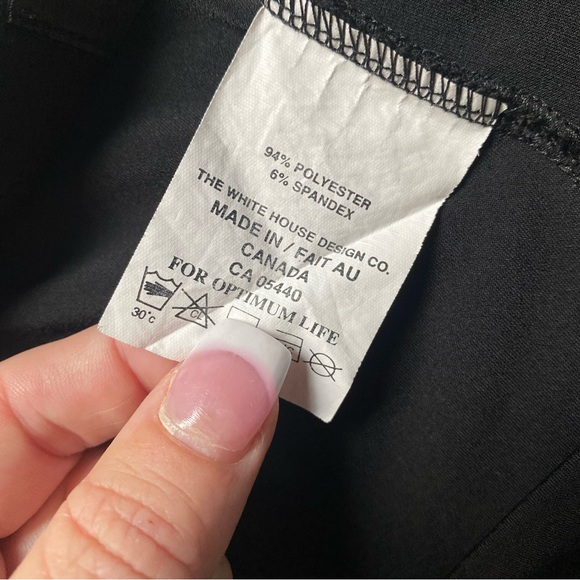 94% POLYESTER
6% SPANDEX
THE WHITE HOUSE DESIGN CO.
MADE IN / FAIT AU
CANADA
CA 05440
FOR OPTIMUM LIFE
30°C
CL